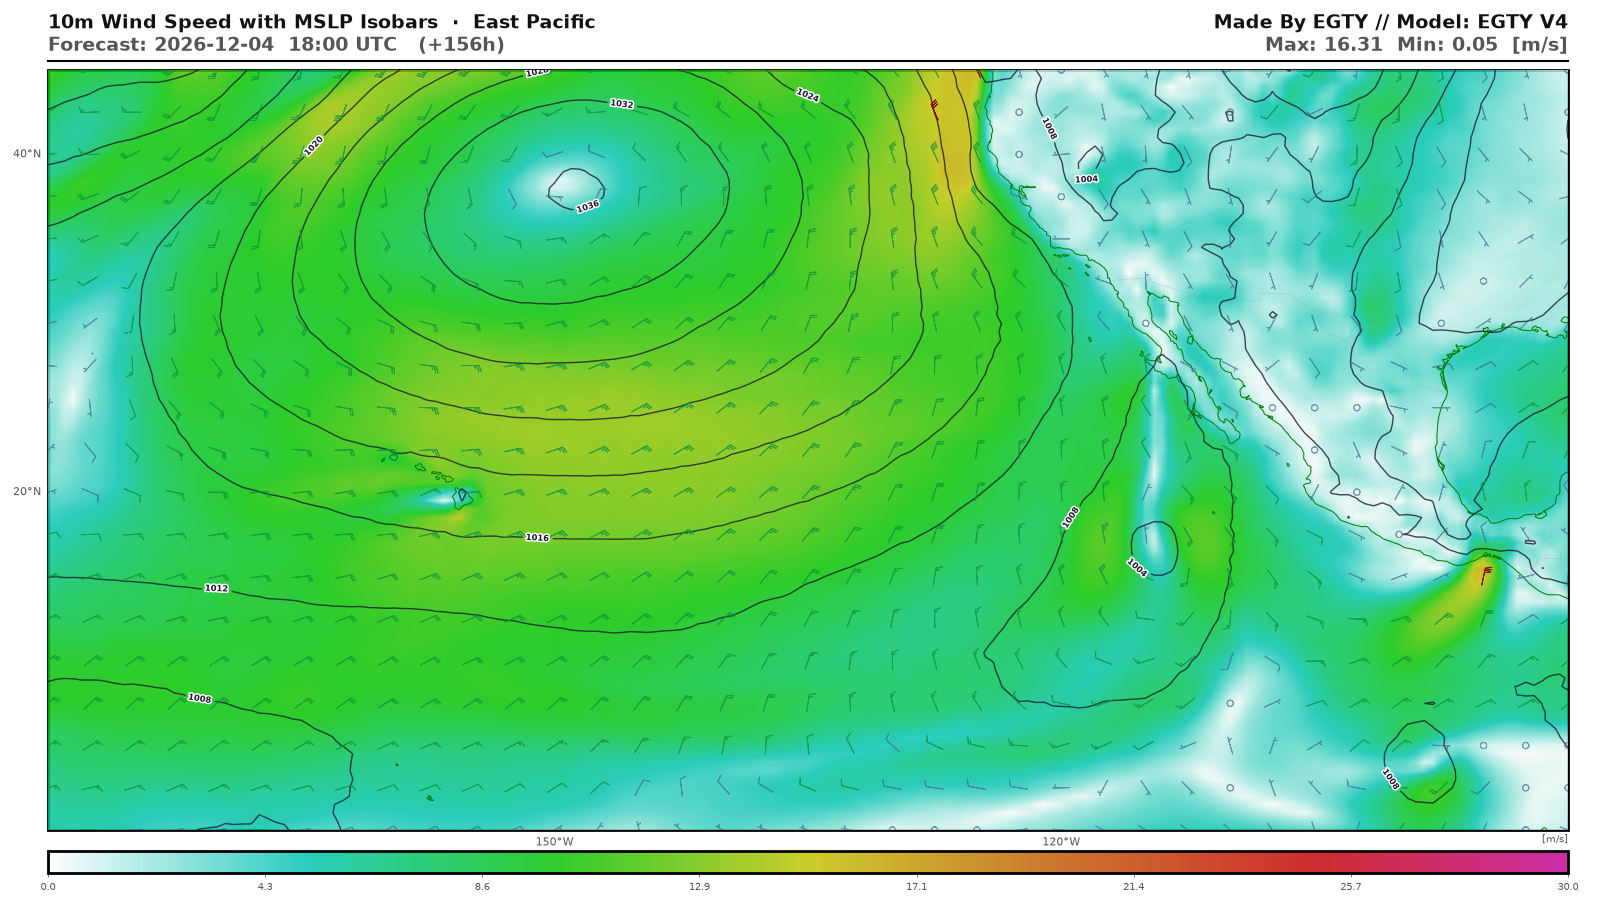 10m Wind Speed with MSLP Isobars · East Pacific
Made By EGTY // Model: EGTY V4
Forecast: 2026-12-04 18:00 UTC (+156h)
Max: 16.31 Min: 0.05 [m/s]
1032
1024
1008
1020
40°N
1004
1036
20°N
1008
1016
1004
1012
1008
1008
150°W
120°W
[m/s]
0.0
4.3
8.6
12.9
17.1
21.4
25.7
30.0